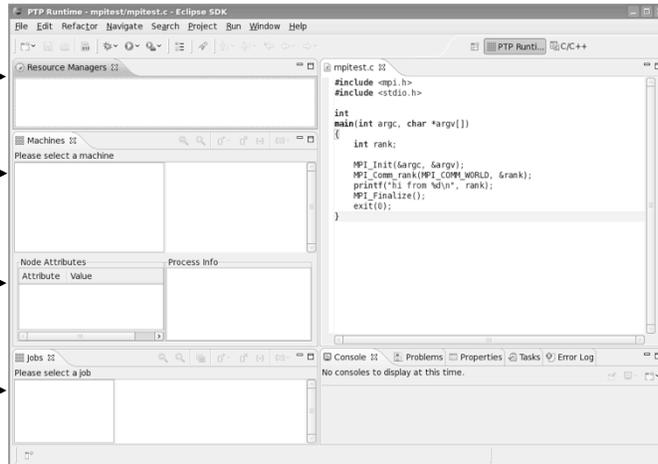 PTP Runtime - mpitest/mpitest.c - Eclipse SDK
File Edit Refactor Navigate Search Project Run Window Help
PTP Runti... C/C++
Resource Managers
Machines
Please select a machine
Node Attributes Process Info
Attribute Value
Jobs
Please select a job
mpitest.c
#include <mpi.h>
#include <stdio.h>
int
main(int argc, char *argv[])
{
int rank;
MPI_Init(&argc, &argv);
MPI_Comm_rank(MPI_COMM_WORLD, &rank);
printf("hi from %d\n", rank);
MPI_Finalize();
exit(0);
}
Console Problems Properties Tasks Error Log
No consoles to display at this time.